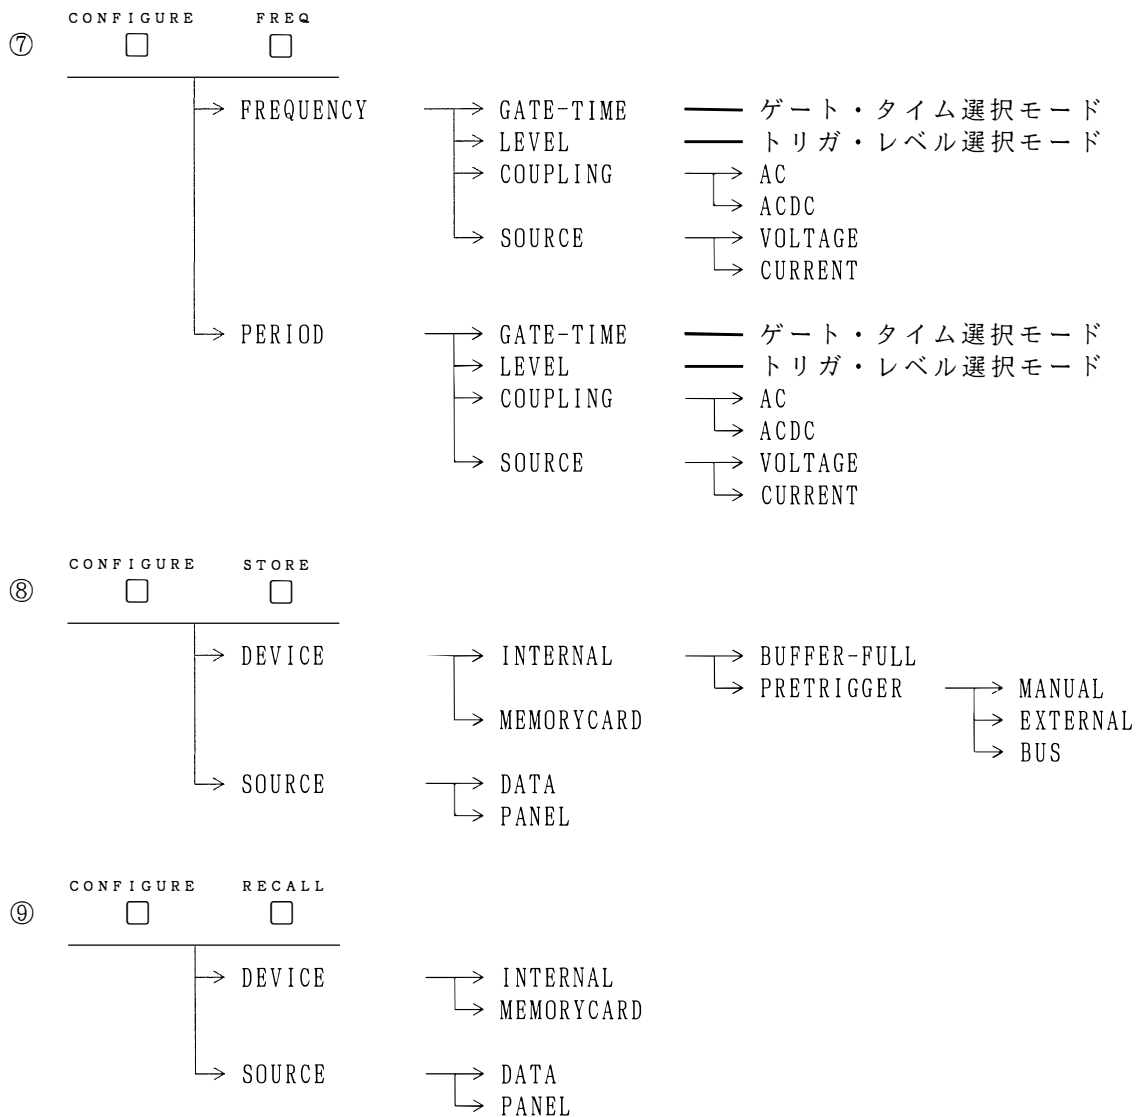 CONFIGURE FREQ
⑦
FREQUENCY GATE-TIME ゲート・タイム選択モード
LEVEL トリガ・レベル選択モード
COUPLING AC
ACDC
SOURCE VOLTAGE
CURRENT
PERIOD GATE-TIME ゲート・タイム選択モード
LEVEL トリガ・レベル選択モード
COUPLING AC
ACDC
SOURCE VOLTAGE
CURRENT
CONFIGURE STORE
⑧
DEVICE INTERNAL BUFFER-FULL
PRETRIGGER MANUAL
MEMORYCARD EXTERNAL
BUS
SOURCE DATA
PANEL
CONFIGURE RECALL
⑨
DEVICE INTERNAL
MEMORYCARD
SOURCE DATA
PANEL